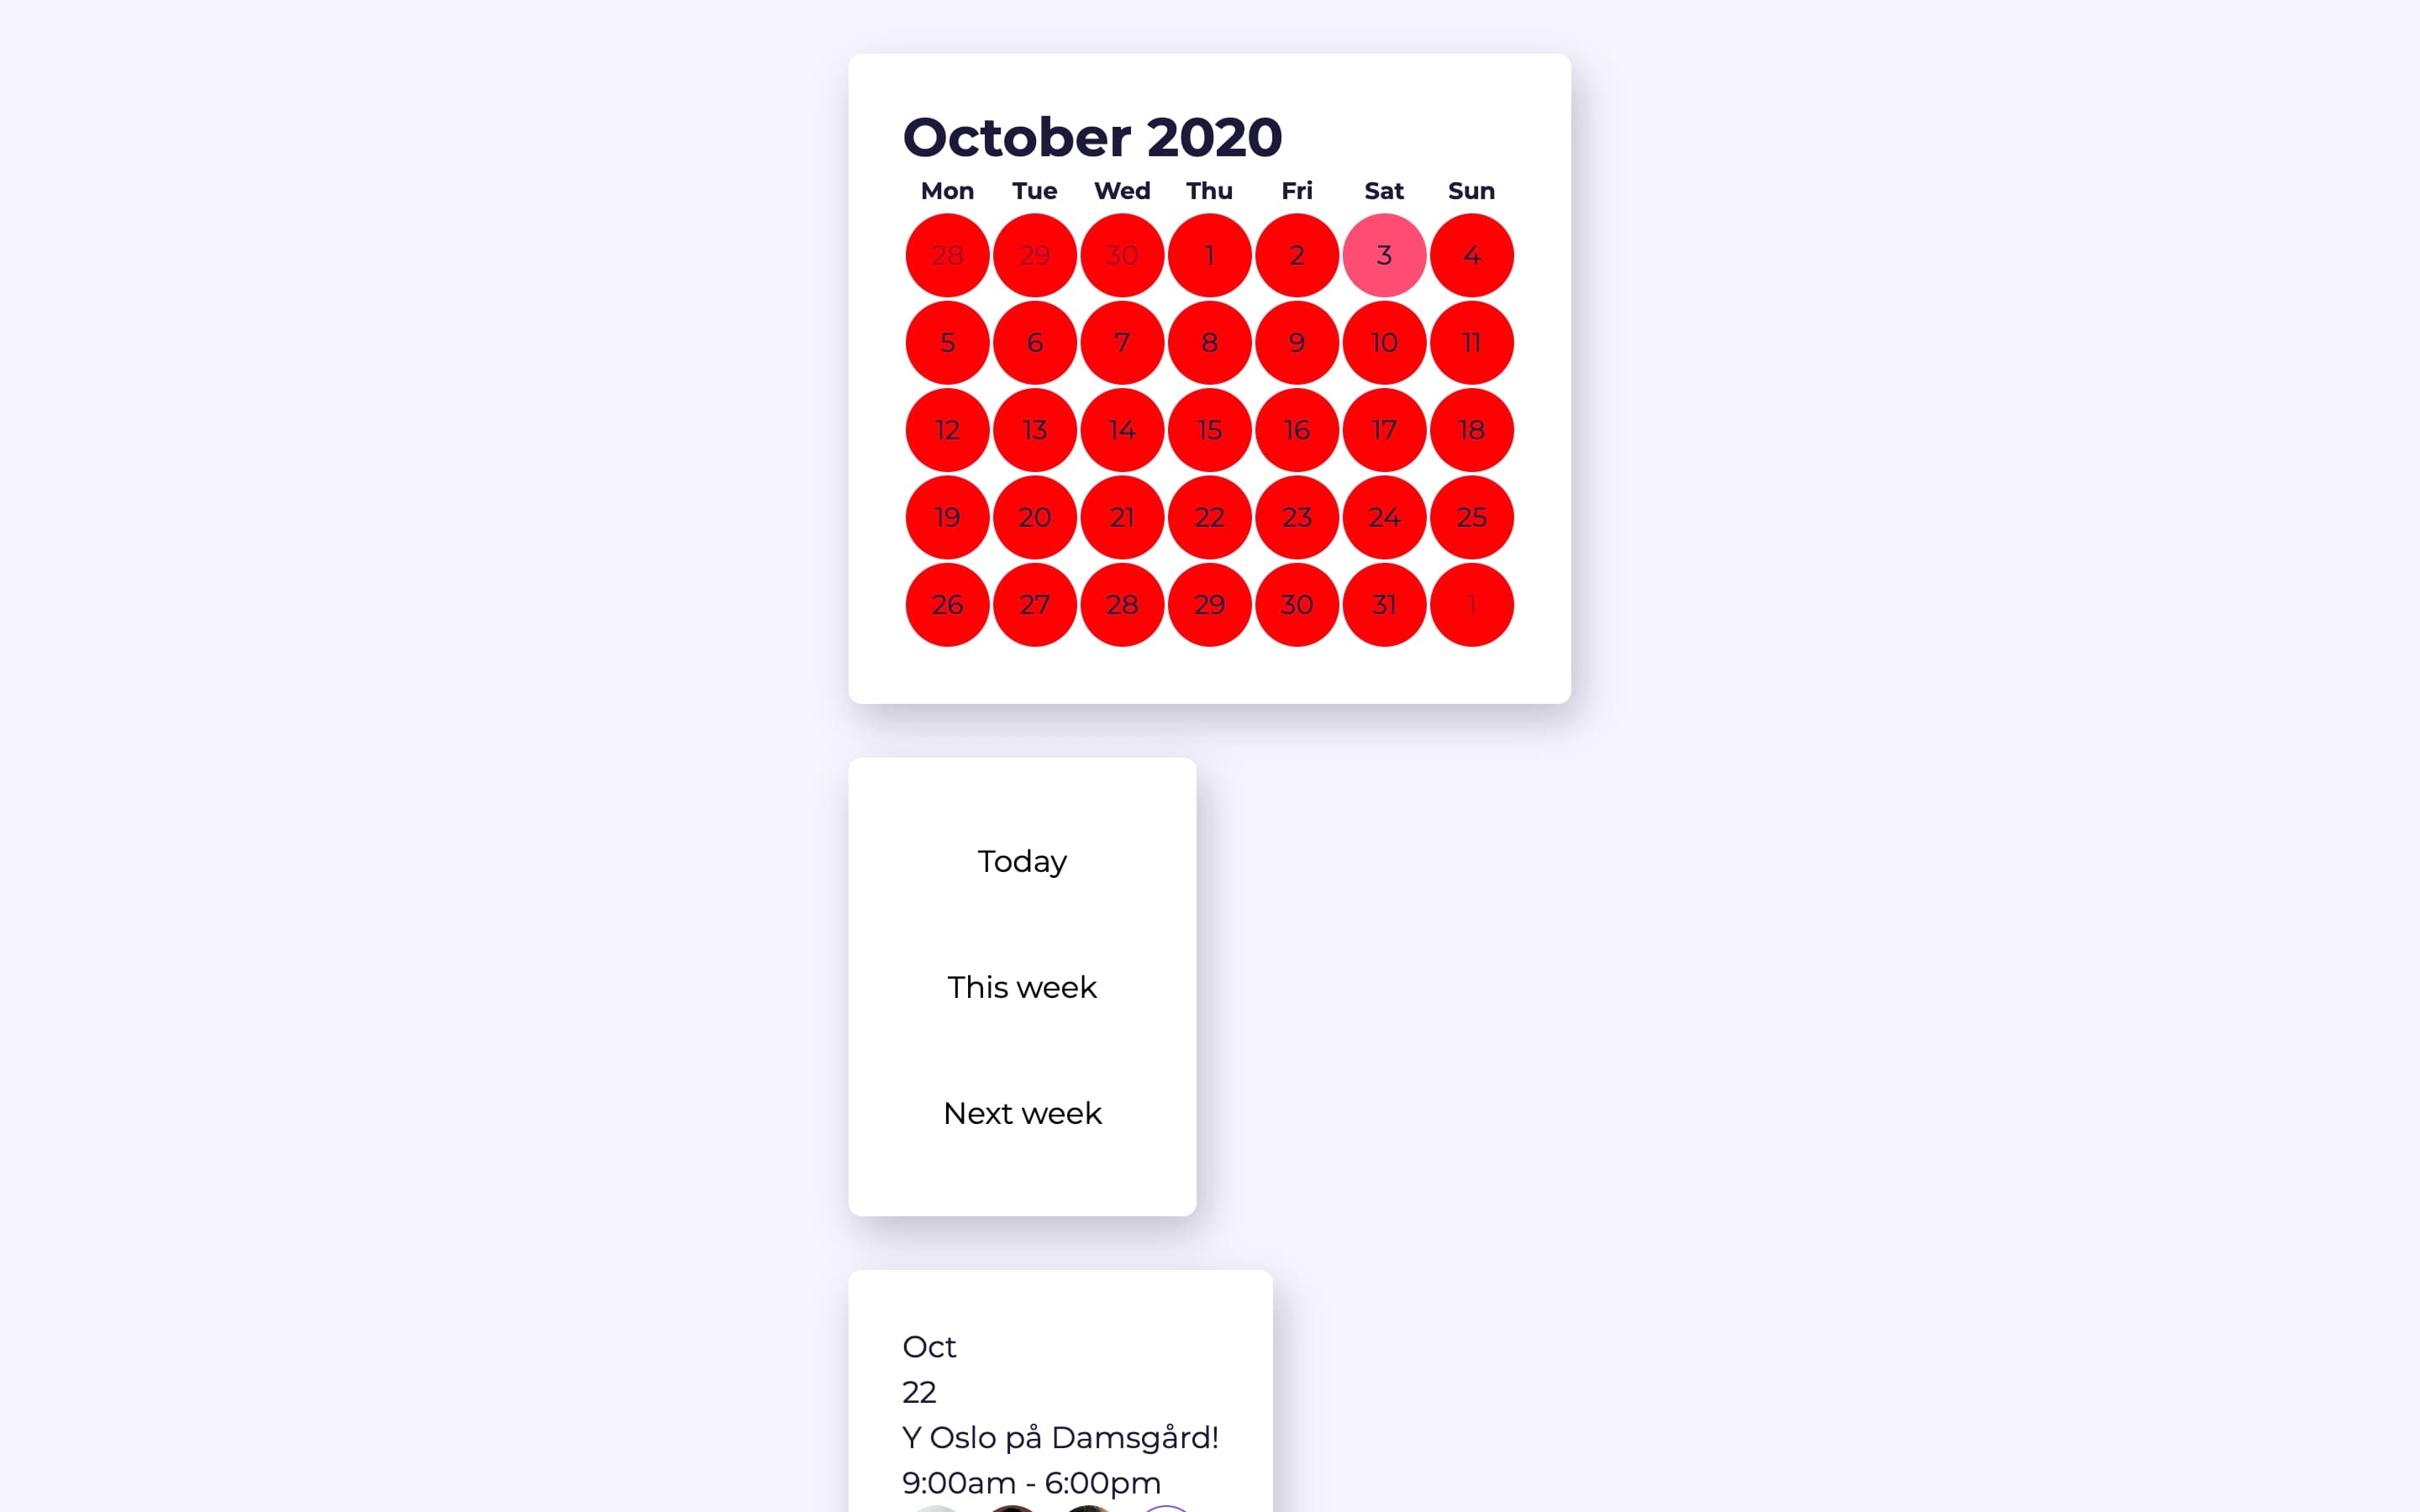 October 2020
Mon Tue Wed Thu Fri Sat Sun
28 29 30 1 2 3 4
5 6 7 8 9 10 11
12 13 14 15 16 17 18
19 20 21 22 23 24 25
26 27 28 29 30 31 1
Today
This week
Next week
Oct
22
Y Oslo på Damsgård!
9:00am - 6:00pm